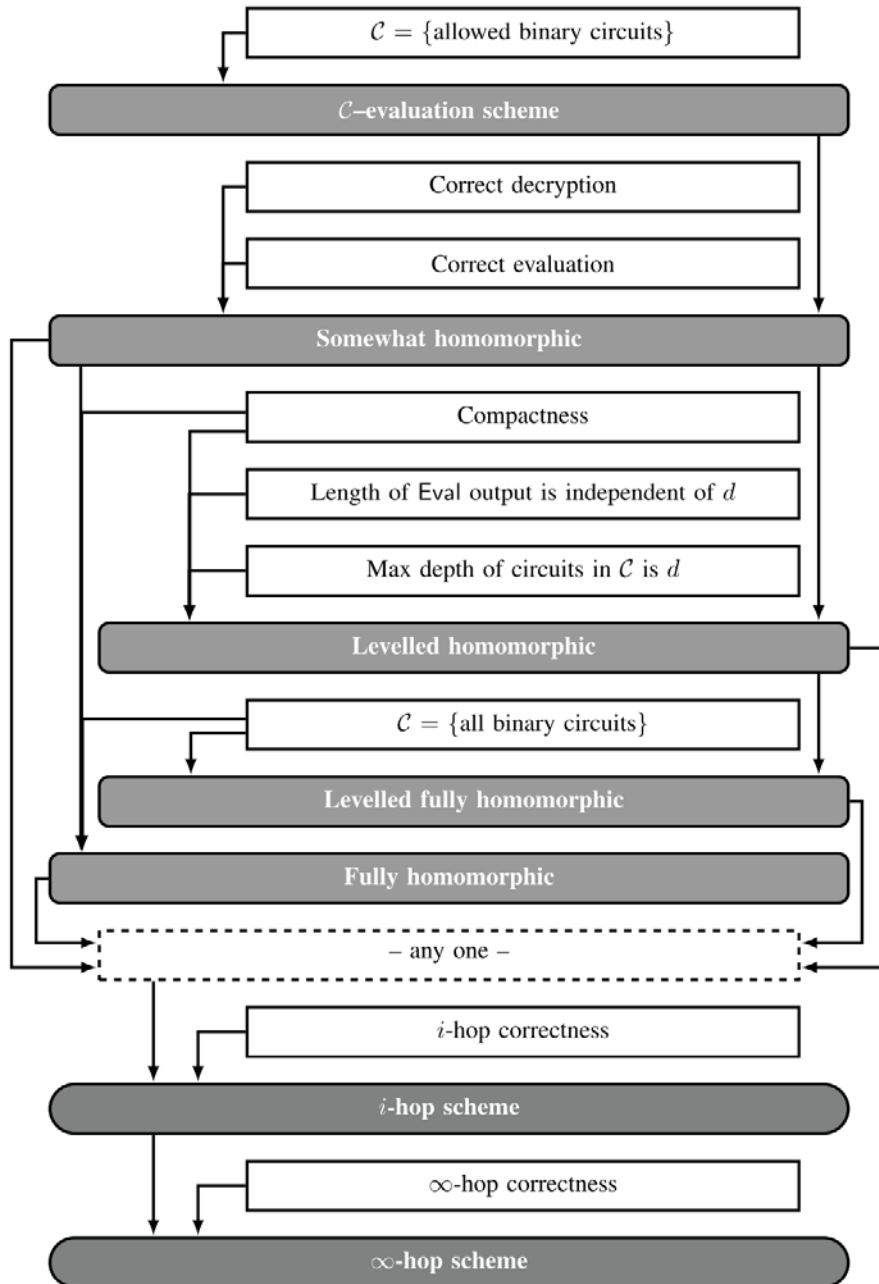 𝒞 = {allowed binary circuits}
𝒞–evaluation scheme
Correct decryption
Correct evaluation
Somewhat homomorphic
Compactness
Length of Eval output is independent of d
Max depth of circuits in 𝒞 is d
Levelled homomorphic
𝒞 = {all binary circuits}
Levelled fully homomorphic
Fully homomorphic
– any one –
i-hop correctness
i-hop scheme
∞-hop correctness
∞-hop scheme